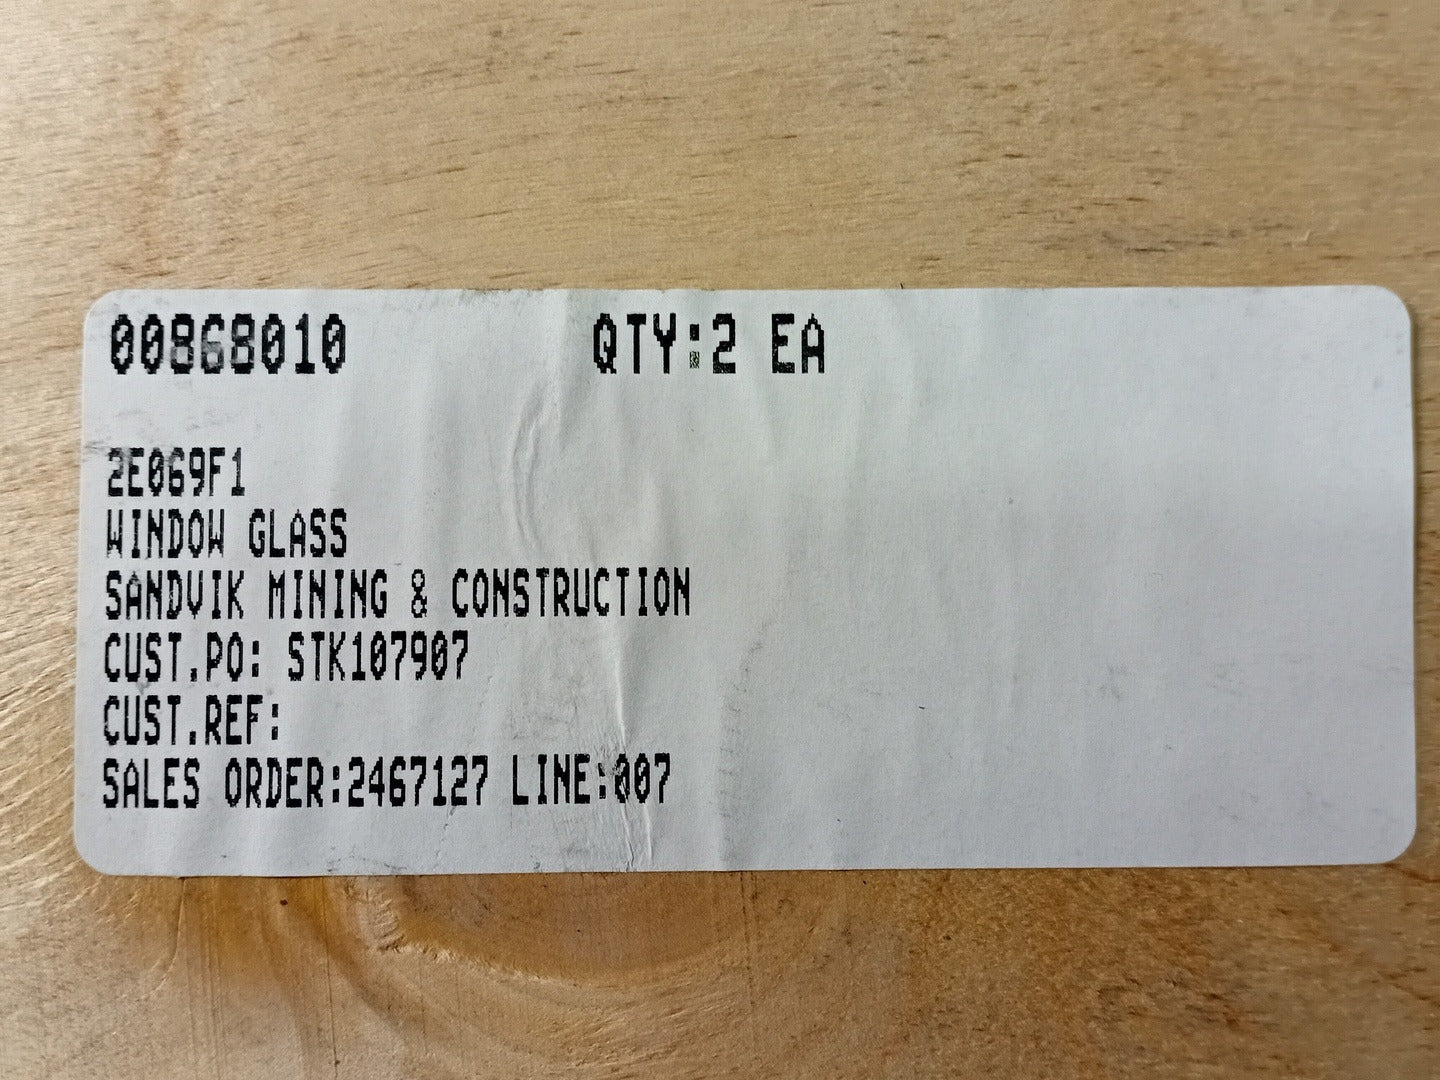 00868010 QTY:2 EA
2E069F1
WINDOW GLASS
SANDVIK MINING & CONSTRUCTION
CUST.PO: STK107907
CUST.REF:
SALES ORDER:2467127 LINE:007